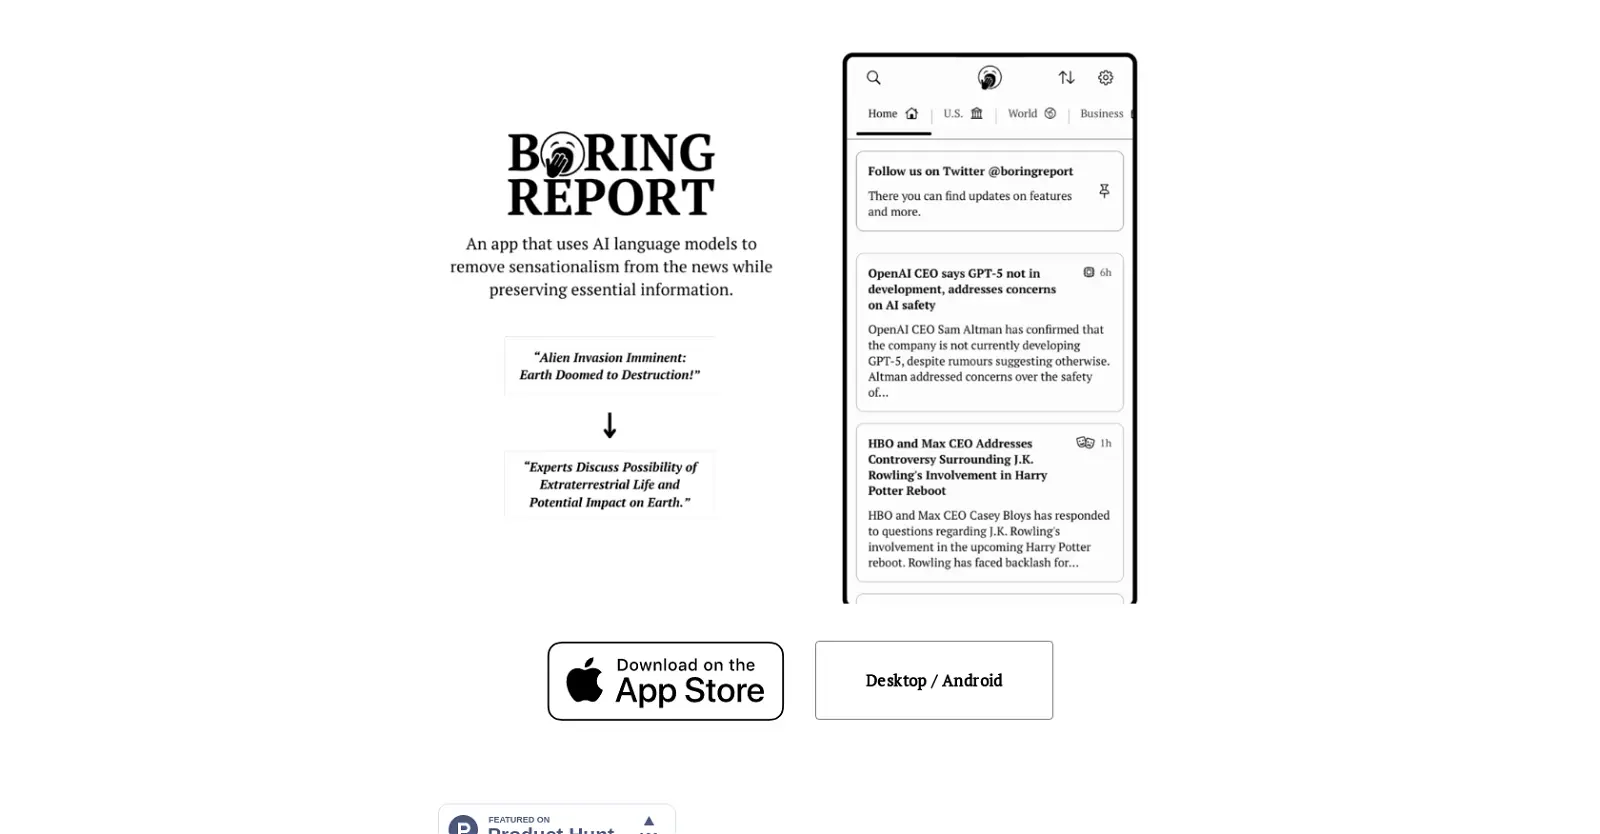 B RING
REPORT
An app that uses AI language models to
remove sensationalism from the news while
preserving essential information.
“Alien Invasion Imminent:
Earth Doomed to Destruction!”
“Experts Discuss Possibility of
Extraterrestrial Life and
Potential Impact on Earth.”
Home U.S. World Business
Follow us on Twitter @boringreport
There you can find updates on features
and more.
OpenAI CEO says GPT-5 not in 6h
development, addresses concerns
on AI safety
OpenAI CEO Sam Altman has confirmed that
the company is not currently developing
GPT-5, despite rumours suggesting otherwise.
Altman addressed concerns over the safety
of...
HBO and Max CEO Addresses 1h
Controversy Surrounding J.K.
Rowling's Involvement in Harry
Potter Reboot
HBO and Max CEO Casey Bloys has responded
to questions regarding J.K. Rowling's
involvement in the upcoming Harry Potter
reboot. Rowling has faced backlash for...
Download on the
App Store
Desktop / Android
P FEATURED ON
Product Hunt